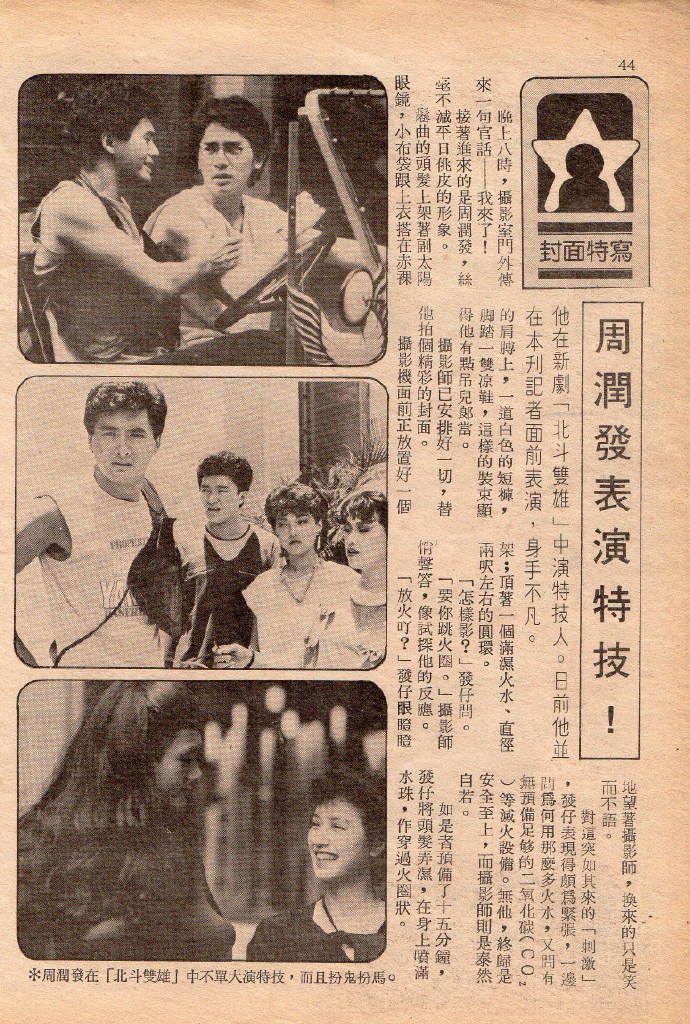 44
封面特寫
周潤發表演特技！
他在新劇「北斗雙雄」中演特技人。日前他並
在本刊記者面前表演，身手不凡。
晚上八時，攝影室門外傳
來一句官話——我來了！
接著進來的是周潤發，絲
毫不減平日佻皮的形象。
鬈曲的頭髮上架著副太陽
眼鏡，小布袋跟上衣搭在赤裸
的肩膊上，一道白色的短褲，
脚踏一雙凉鞋，這樣的裝束顯
得他有點吊兒郎當。
攝影師已安排好一切，替
他拍個精彩的封面。
攝影機面前正放置好一個
架；頂著一個滿濕火水、直徑
兩呎左右的圓環。
「怎樣影？」發仔問。
「要你跳火圈。」攝影師
悄聲答，像試探他的反應。
「放火吖？」發仔眼瞪瞪
地望著攝影師，換來的只是笑
而不語。
對這突如其來的「刺激」
，發仔表現得頗爲緊張，一邊
問爲何用那麼多火水，又問有
無預備足够的二氧化碳（CO₂
）等滅火設備。無他，終歸是
安全至上，而攝影師則是泰然
自若。
如是者預備了十五分鐘，
發仔將頭髮弄濕，在身上噴滿
水珠，作穿過火圈狀。
PROPERTY
YA
＊周潤發在「北斗雙雄」中不單大演特技，而且扮鬼扮馬。